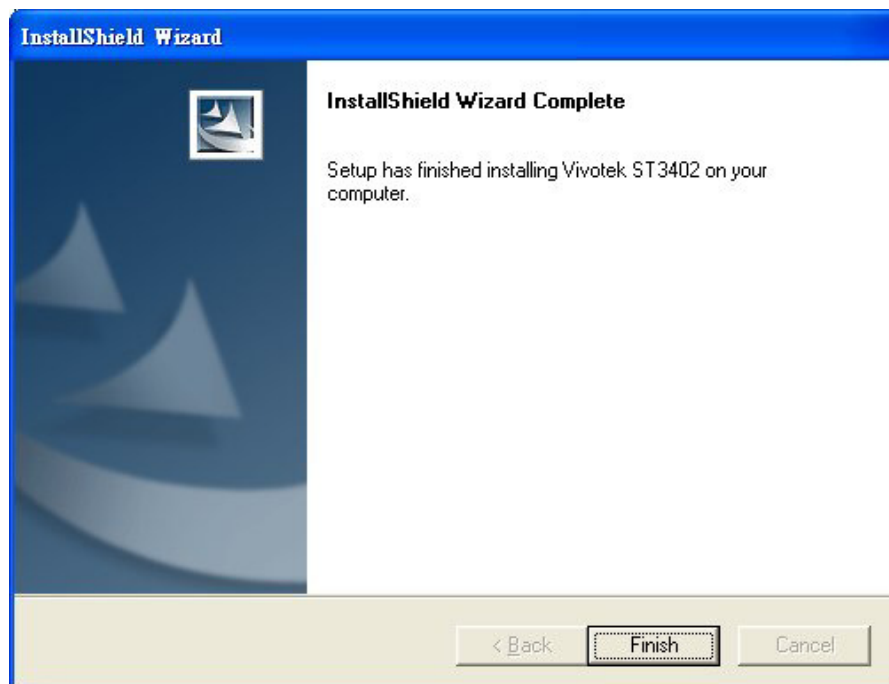 InstallShield Wizard
InstallShield Wizard Complete
Setup has finished installing Vivotek ST3402 on your
computer.
< Back
Finish
Cancel